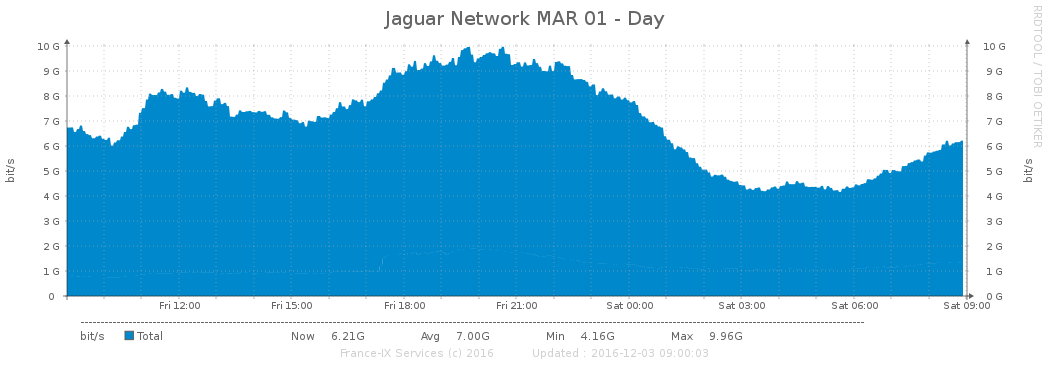 Jaguar Network MAR 01 - Day
RRDTOOL / TOBI OETIKER
10 G 10 G
9 G 9 G
8 G 8 G
7 G 7 G
6 G 6 G
5 G 5 G
4 G 4 G
3 G 3 G
2 G 2 G
1 G 1 G
0 0 G
bit/s
bit/s
Fri 12:00 Fri 15:00 Fri 18:00 Fri 21:00 Sat 00:00 Sat 03:00 Sat 06:00 Sat 09:00
bit/s Total Now 6.21G Avg 7.00G Min 4.16G Max 9.96G
France-IX Services (c) 2016 Updated : 2016-12-03 09:00:03